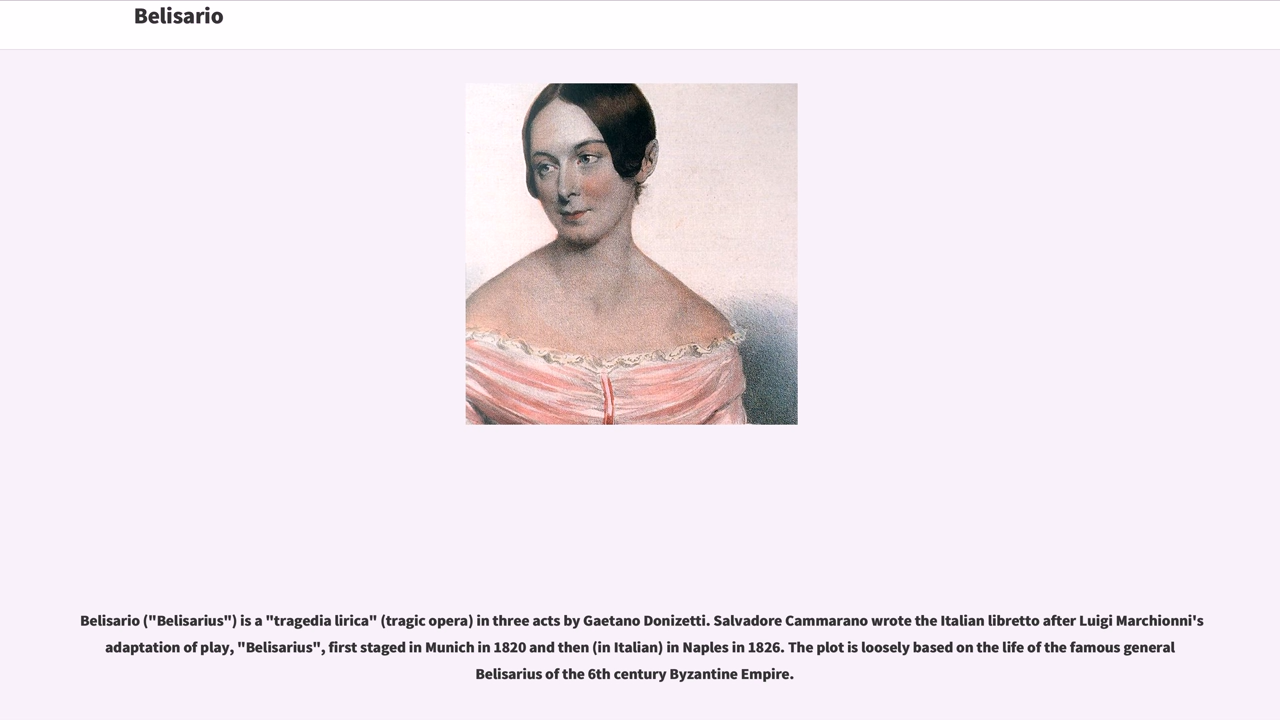 Belisario
Belisario ("Belisarius") is a "tragedia lirica" (tragic opera) in three acts by Gaetano Donizetti. Salvadore Cammarano wrote the Italian libretto after Luigi Marchionni's
adaptation of play, "Belisarius", first staged in Munich in 1820 and then (in Italian) in Naples in 1826. The plot is loosely based on the life of the famous general
Belisarius of the 6th century Byzantine Empire.